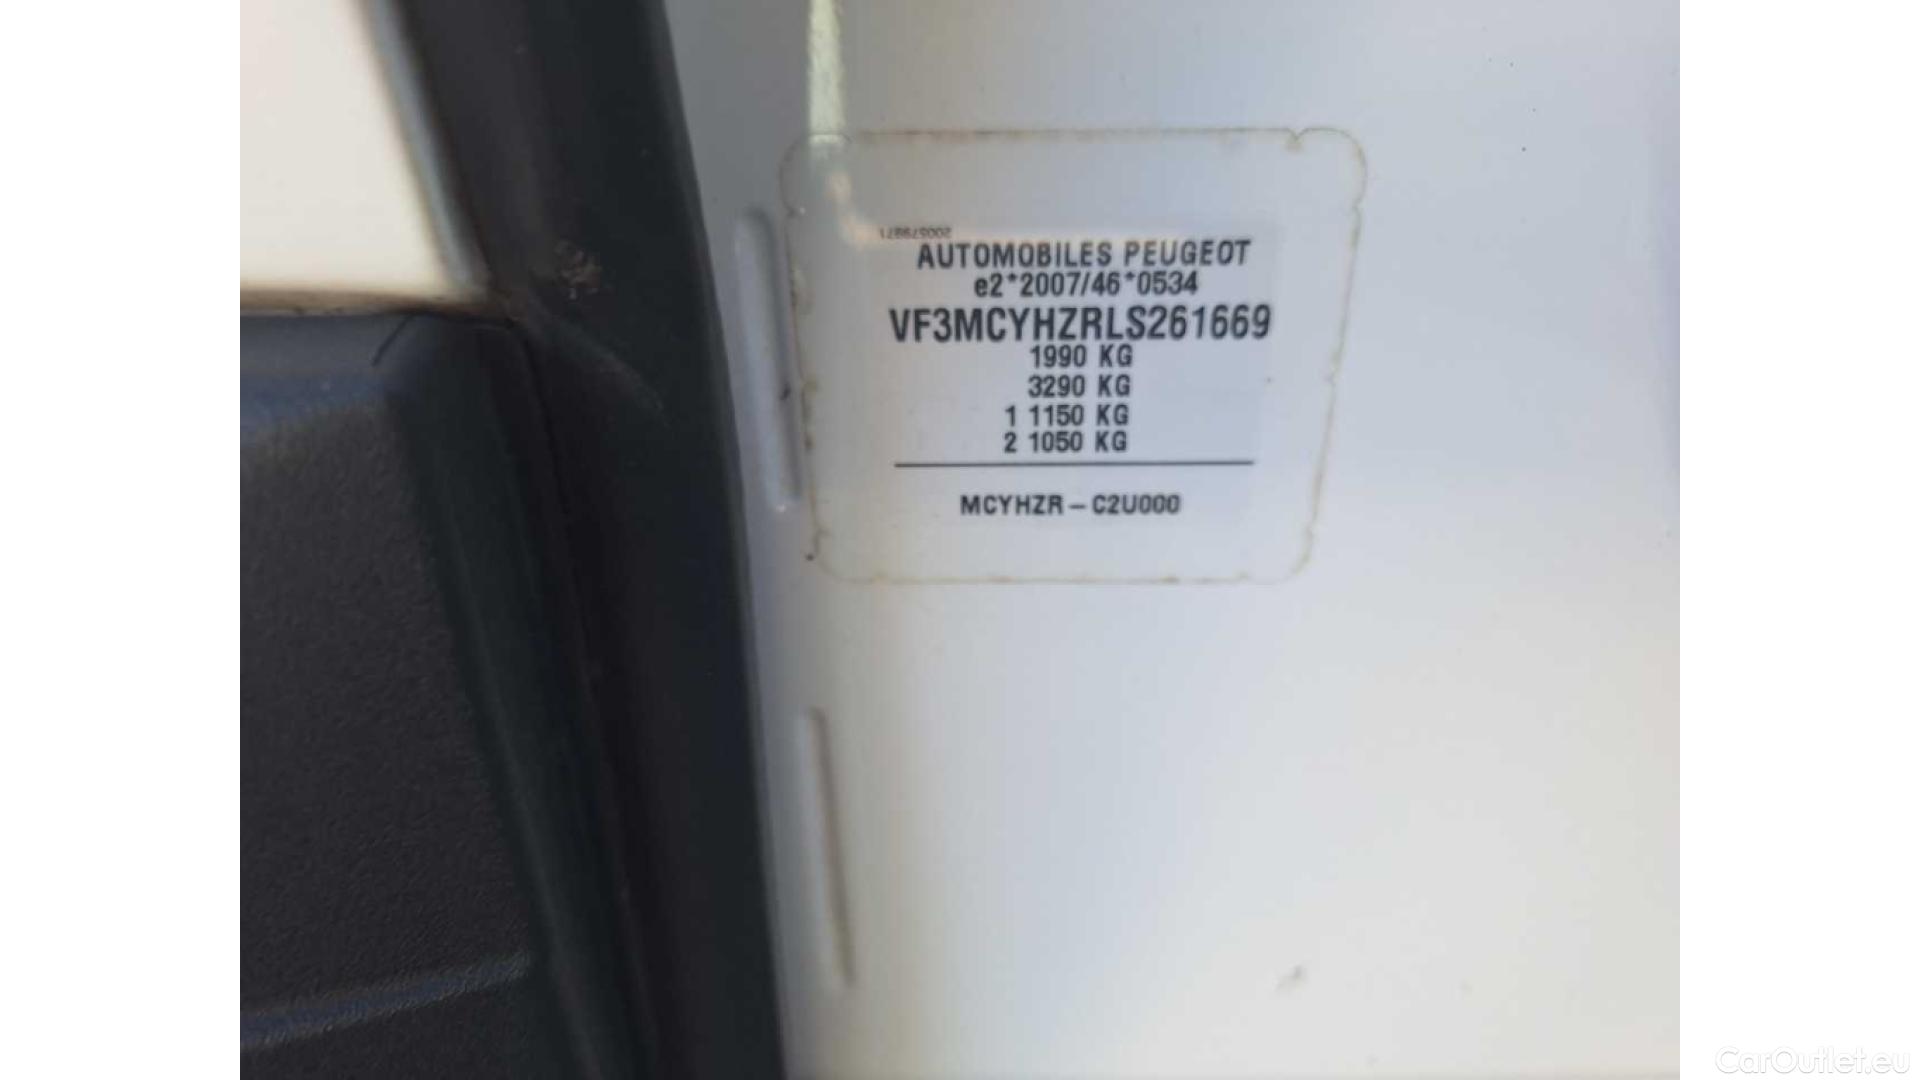 200579871
AUTOMOBILES PEUGEOT
e2*2007/46*0534
VF3MCYHZRLS261669
1990 KG
3290 KG
1 1150 KG
2 1050 KG
MCYHZR – C2U000
CarOutlet.eu